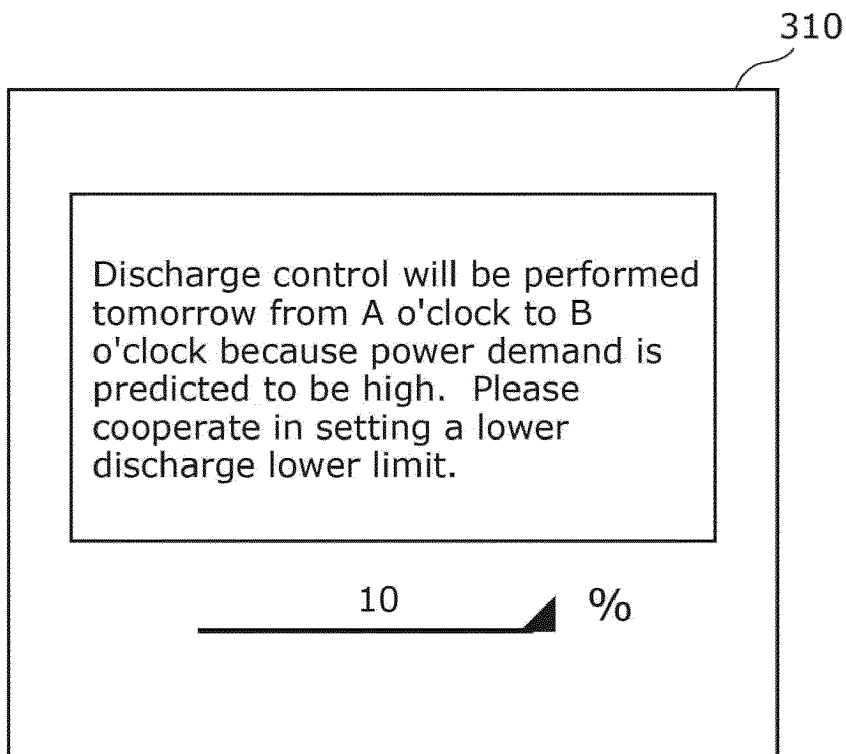 310
Discharge control will be performed
tomorrow from A o'clock to B
o'clock because power demand is
predicted to be high.  Please
cooperate in setting a lower
discharge lower limit.
10 %